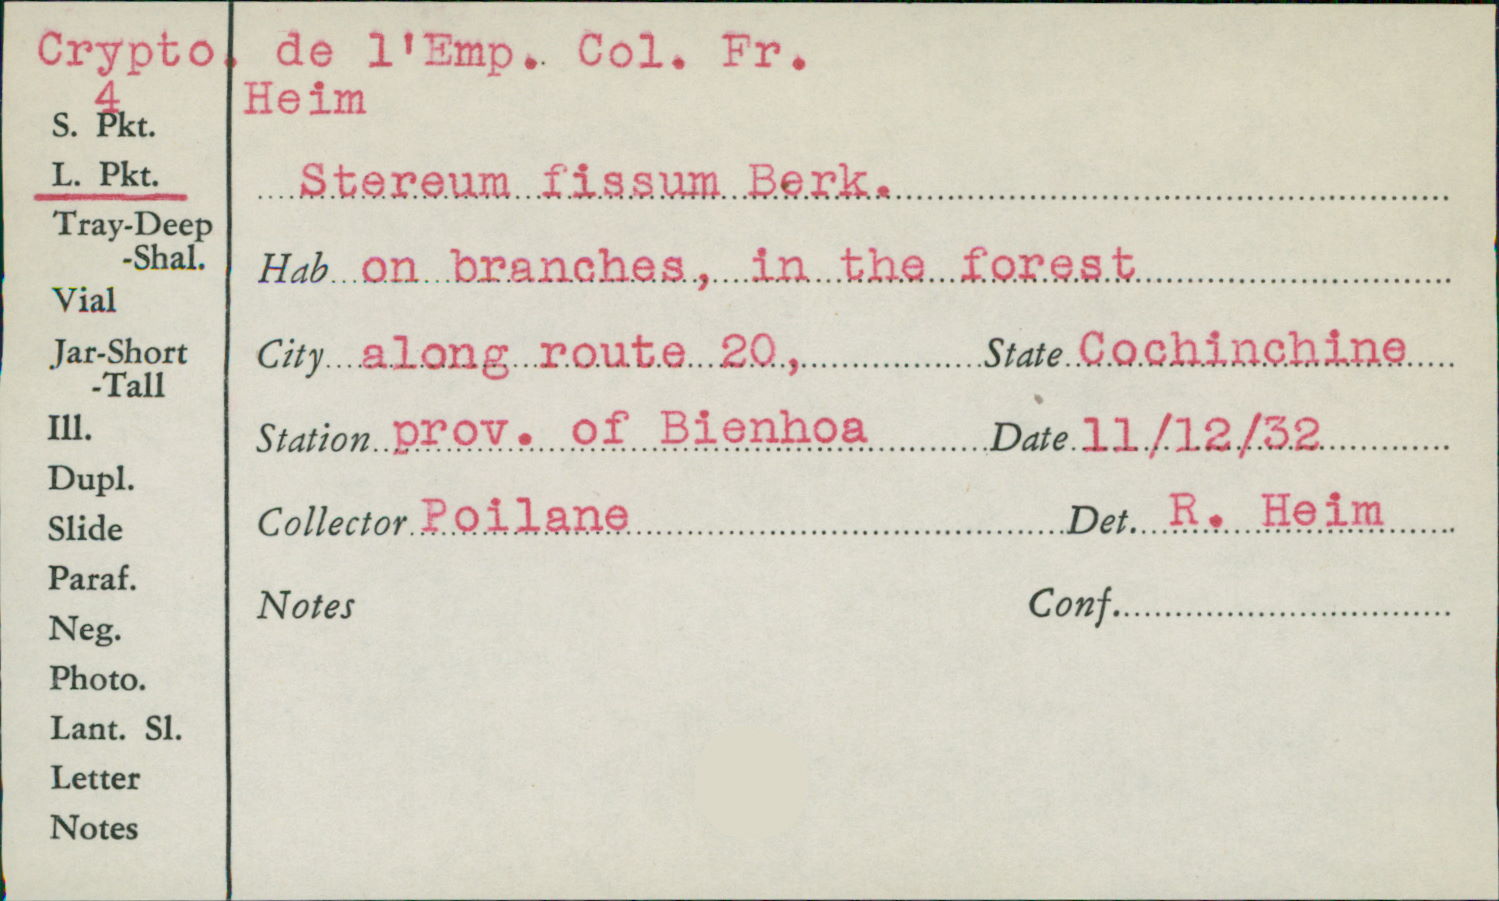 Crypto. de l'Emp. Col. Fr.
4 Heim
S. Pkt.
L. Pkt.
Stereum fissum Berk.
Tray-Deep
-Shal.
Hab on branches, in the forest
Vial
Jar-Short
-Tall
City along route 20, State Cochinchine
Ill.
Station prov. of Bienhoa Date 11/12/32
Dupl.
Slide
Collector Poilane Det. R. Heim
Paraf.
Notes Conf.
Neg.
Photo.
Lant. Sl.
Letter
Notes